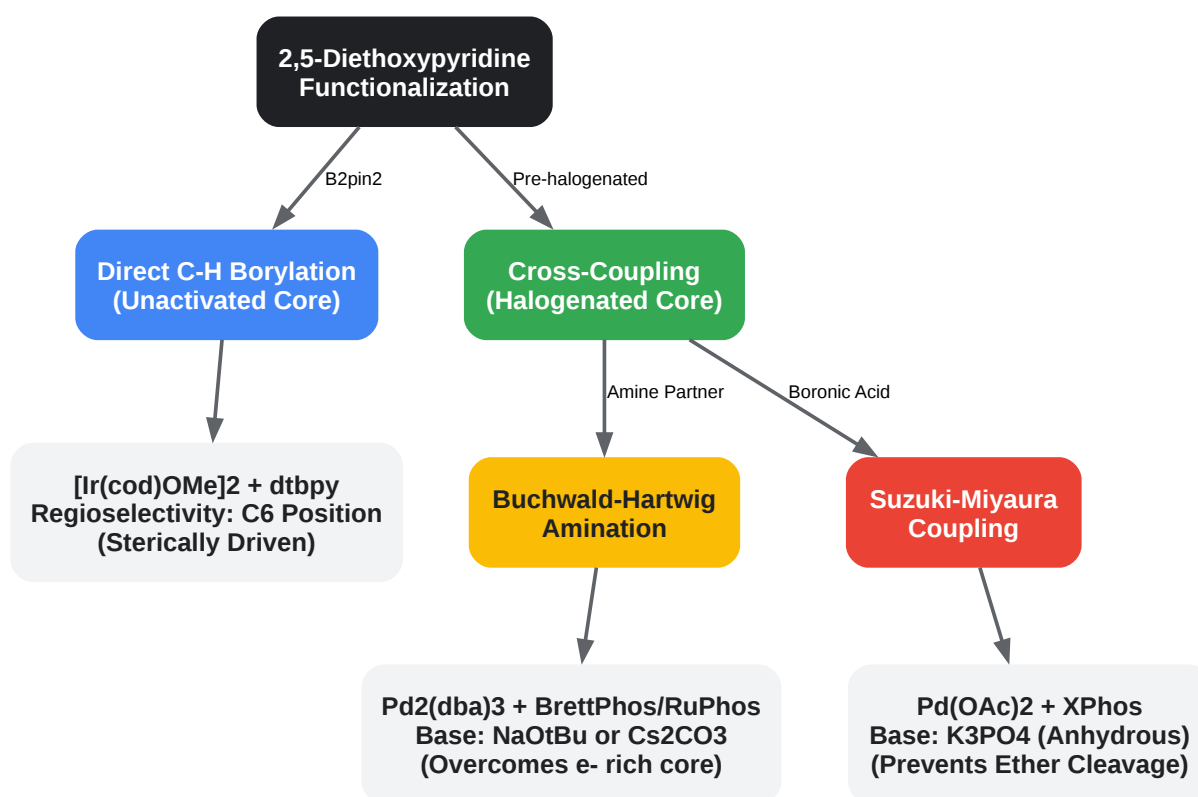 2,5-Diethoxypyridine
Functionalization
B2pin2
Pre-halogenated
Direct C-H Borylation
(Unactivated Core)
Cross-Coupling
(Halogenated Core)
Amine Partner
Boronic Acid
[Ir(cod)OMe]2 + dtbpy
Regioselectivity: C6 Position
(Sterically Driven)
Buchwald-Hartwig
Amination
Suzuki-Miyaura
Coupling
Pd2(dba)3 + BrettPhos/RuPhos
Base: NaOtBu or Cs2CO3
(Overcomes e- rich core)
Pd(OAc)2 + XPhos
Base: K3PO4 (Anhydrous)
(Prevents Ether Cleavage)